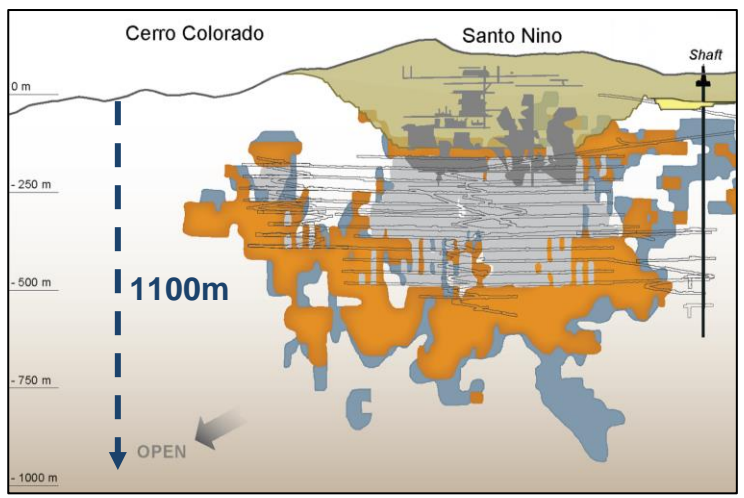 Cerro Colorado
Santo Nino
Shaft
0 m
- 250 m
- 500 m
1100m
- 750 m
OPEN
- 1000 m